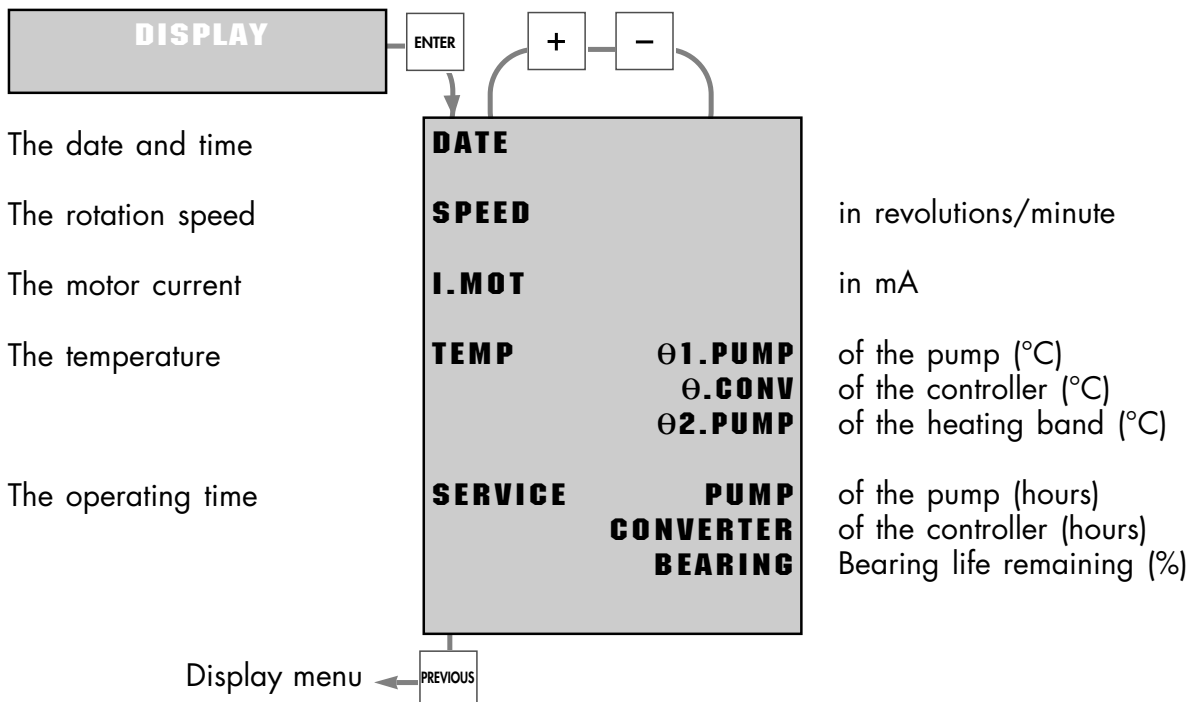 DISPLAY
ENTER
+ −
The date and time DATE
The rotation speed SPEED in revolutions/minute
The motor current I.MOT in mA
The temperature TEMP θ1.PUMP of the pump (°C)
θ.CONV of the controller (°C)
θ2.PUMP of the heating band (°C)
The operating time SERVICE PUMP of the pump (hours)
CONVERTER of the controller (hours)
BEARING Bearing life remaining (%)
Display menu PREVIOUS